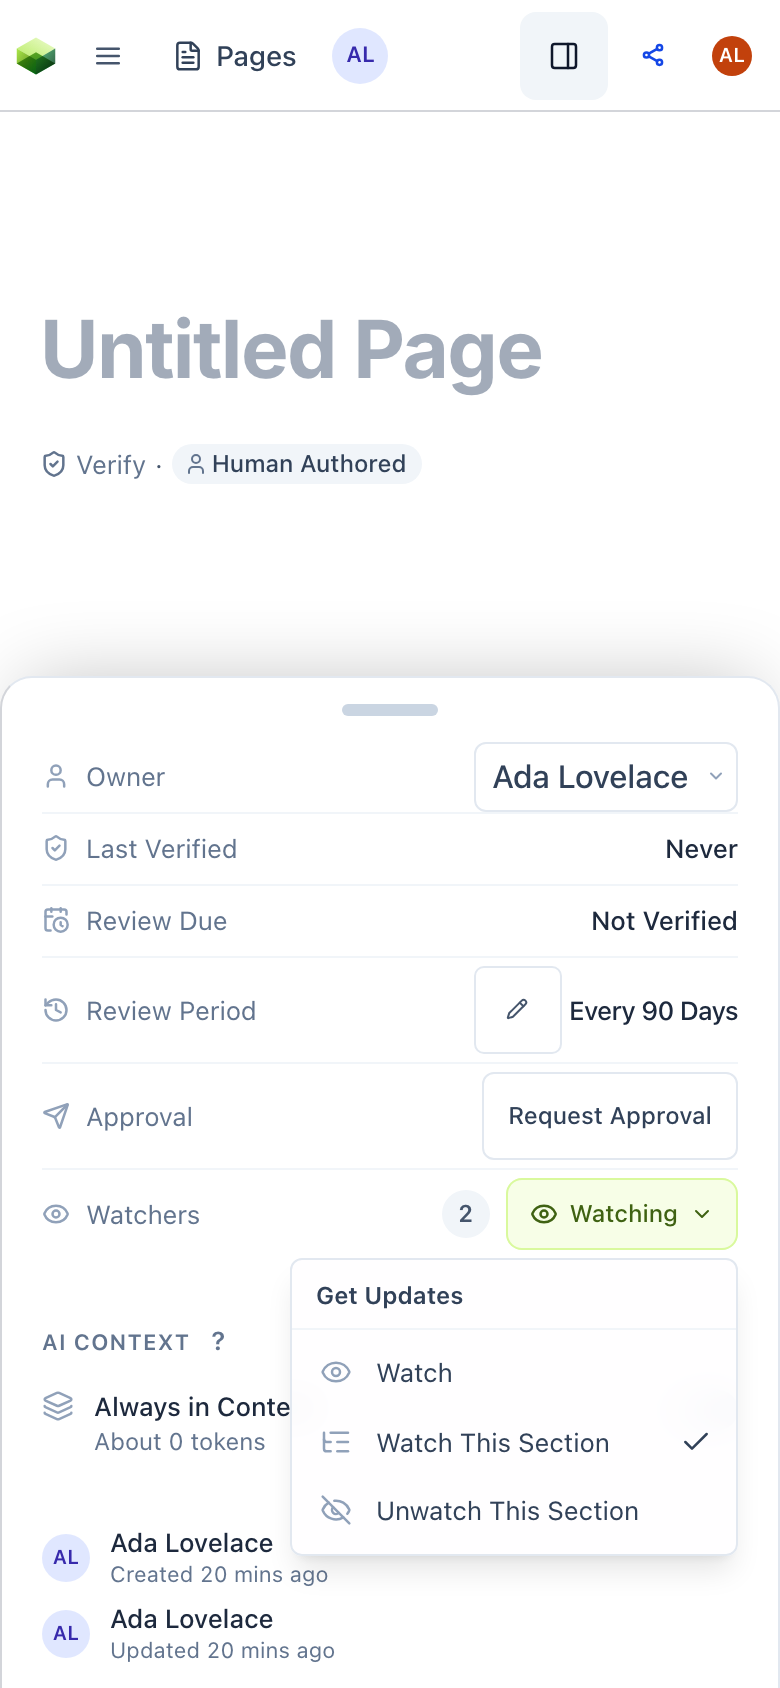 Pages
AL
AL
Untitled Page
Verify · Human Authored
Owner
Ada Lovelace
Last Verified
Never
Review Due
Not Verified
Review Period
Every 90 Days
Approval
Request Approval
Watchers
2
Watching
Get Updates
Watch
Watch This Section
Unwatch This Section
AI CONTEXT ?
Always in Conte
About 0 tokens
AL
Ada Lovelace
Created 20 mins ago
AL
Ada Lovelace
Updated 20 mins ago